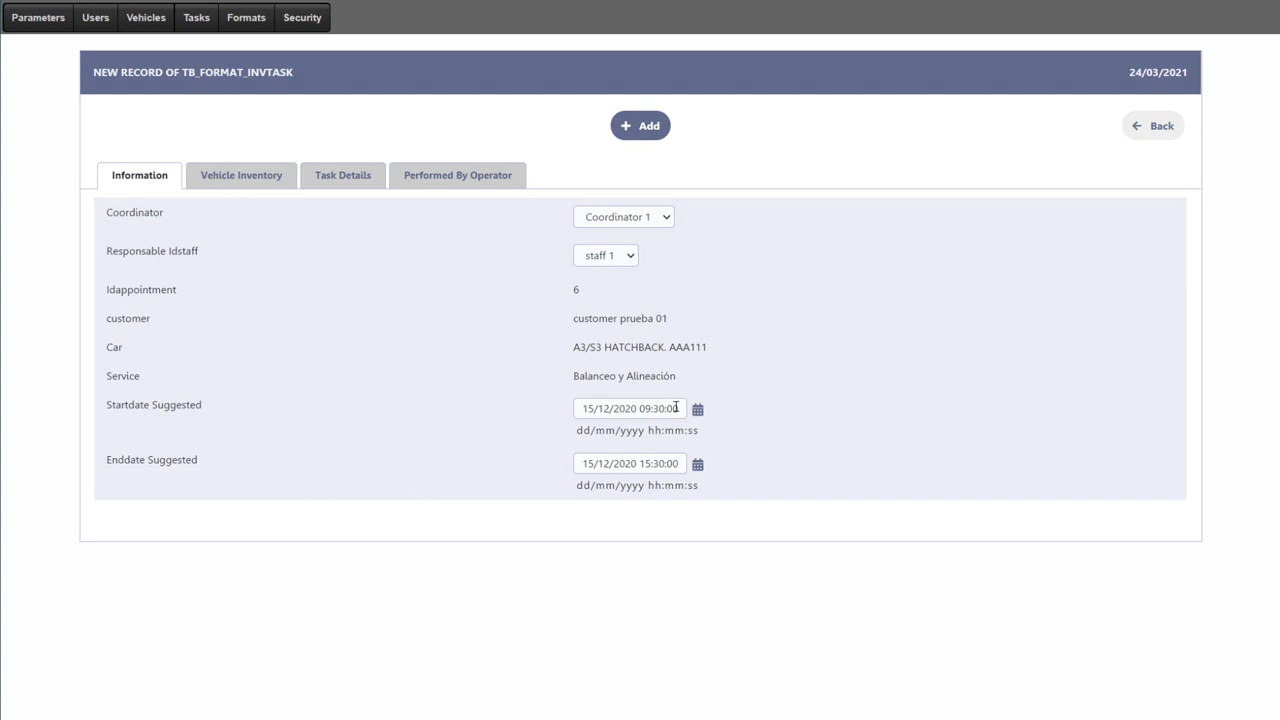 Parameters Users Vehicles Tasks Formats Security
NEW RECORD OF TB_FORMAT_INVTASK 24/03/2021
+ Add
← Back
Information Vehicle Inventory Task Details Performed By Operator
Coordinator Coordinator 1
Responsable Idstaff staff 1
Idappointment 6
customer customer prueba 01
Car A3/S3 HATCHBACK. AAA111
Service Balanceo y Alineación
Startdate Suggested 15/12/2020 09:30:00
dd/mm/yyyy hh:mm:ss
Enddate Suggested 15/12/2020 15:30:00
dd/mm/yyyy hh:mm:ss